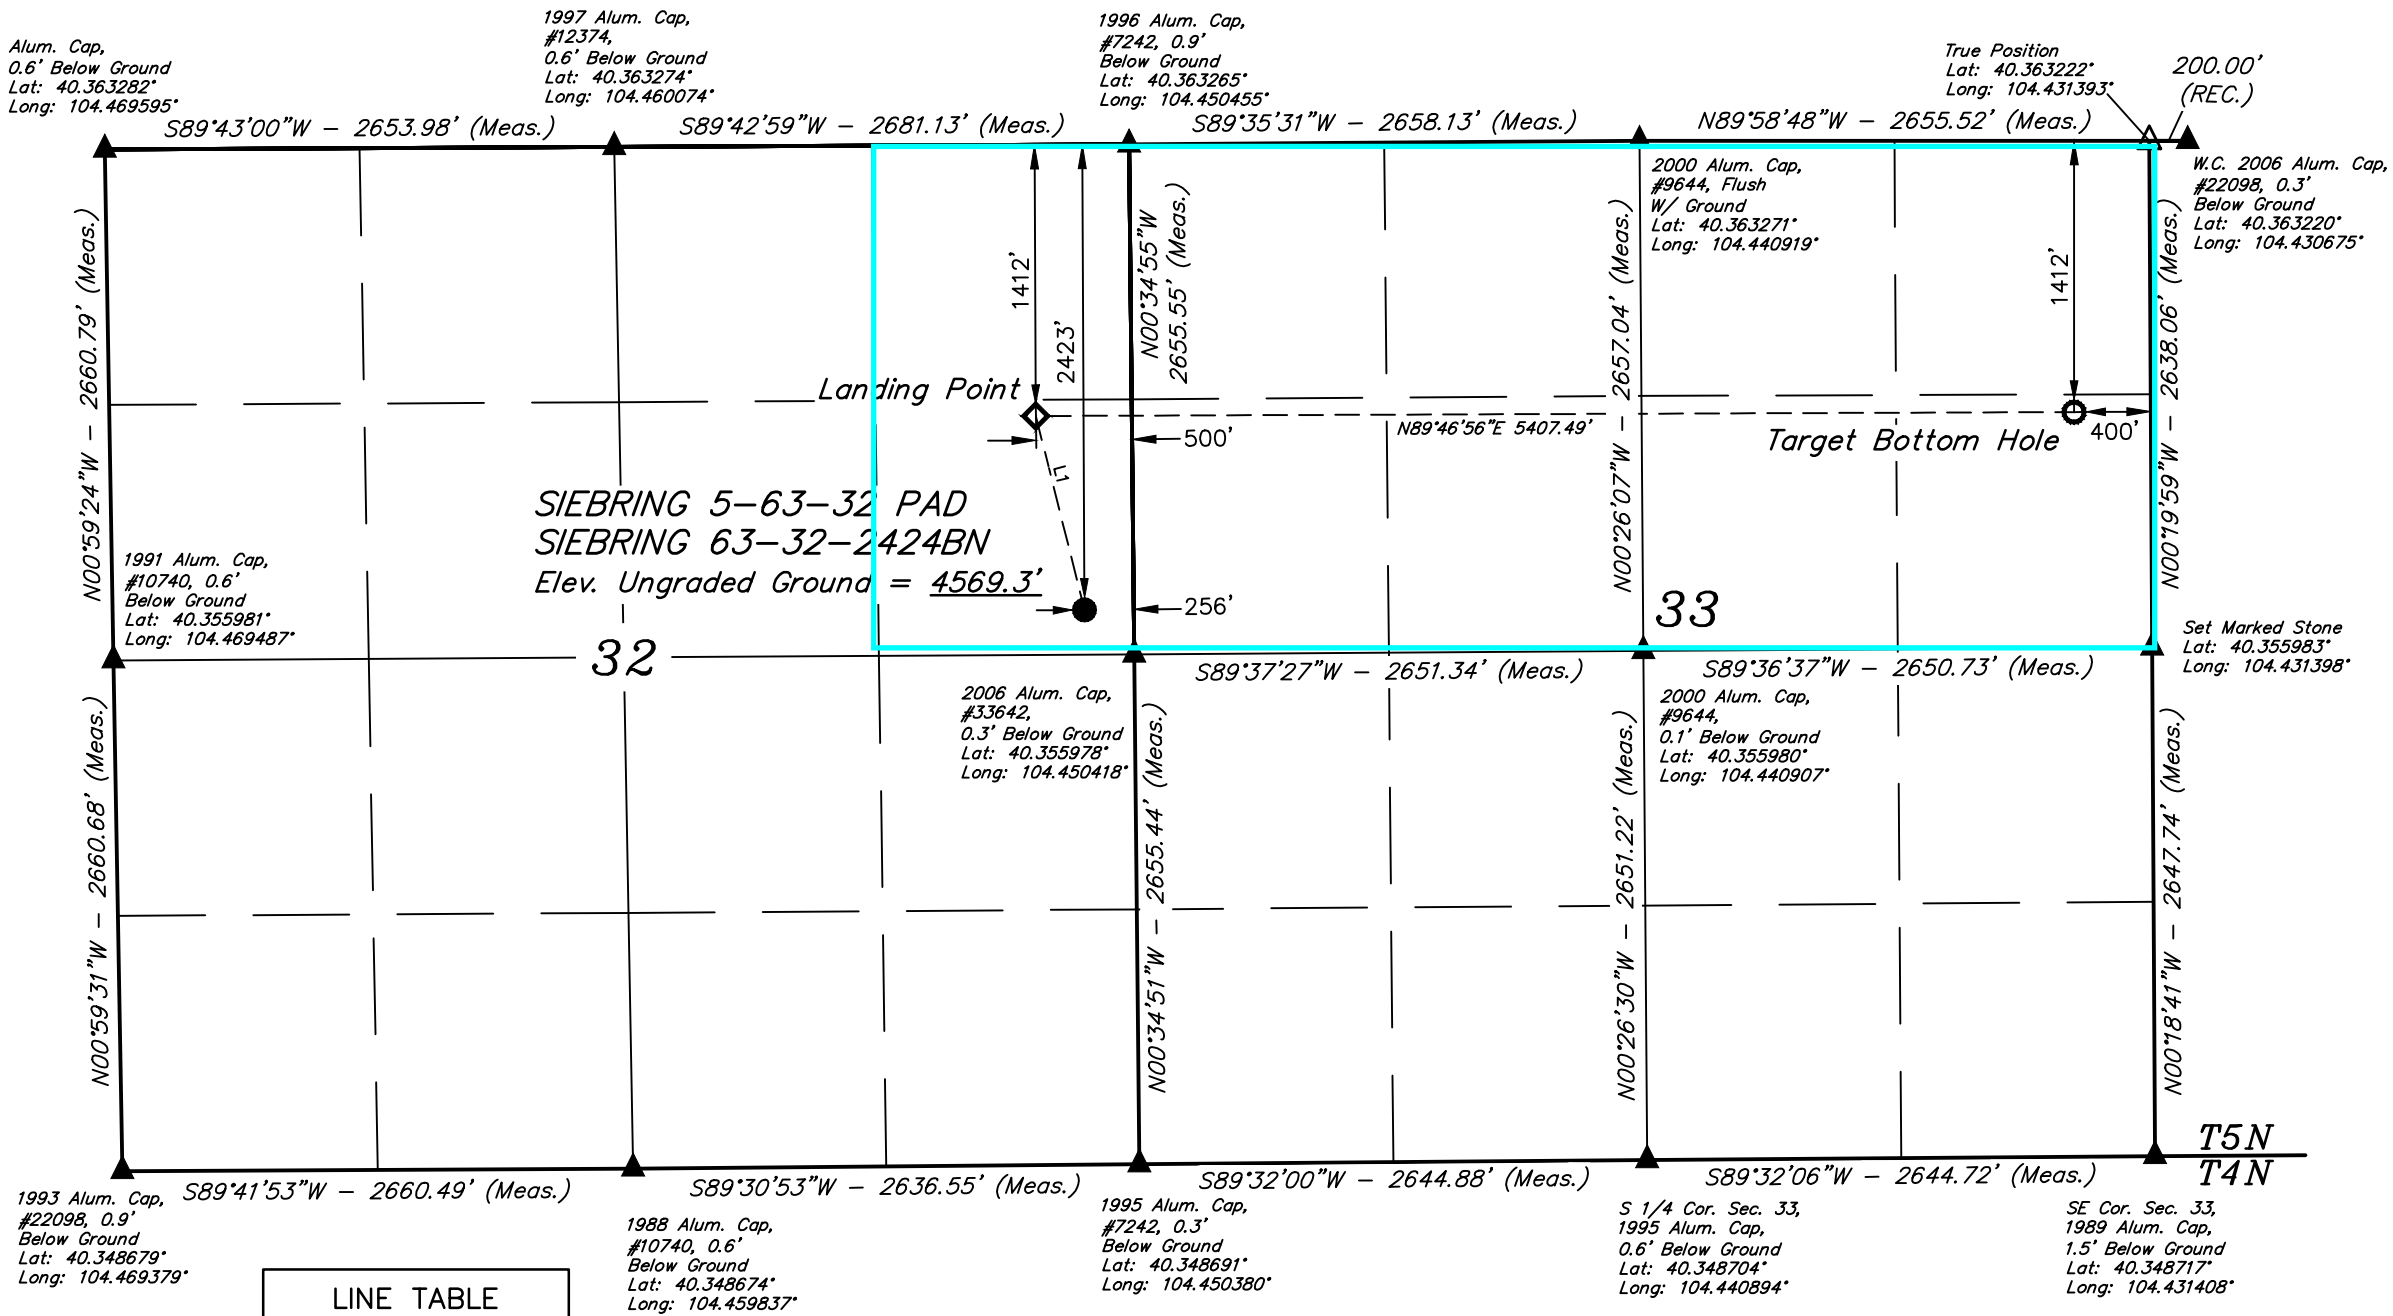 Alum. Cap,
0.6' Below Ground
Lat: 40.363282°
Long: 104.469595°
1997 Alum. Cap,
#12374,
0.6' Below Ground
Lat: 40.363274°
Long: 104.460074°
1996 Alum. Cap,
#7242, 0.9'
Below Ground
Lat: 40.363265°
Long: 104.450455°
True Position
Lat: 40.363222°
Long: 104.431393°
200.00'
(REC.)
S89°43'00"W - 2653.98' (Meas.)
S89°42'59"W - 2681.13' (Meas.)
S89°35'31"W - 2658.13' (Meas.)
N89°58'48"W - 2655.52' (Meas.)
2000 Alum. Cap,
#9644, Flush
W/ Ground
Lat: 40.363271°
Long: 104.440919°
W.C. 2006 Alum. Cap,
#22098, 0.3'
Below Ground
Lat: 40.363220°
Long: 104.430675°
N00°59'24"W - 2660.79' (Meas.)
1412'
2423'
N00°34'55"W
2655.55' (Meas.)
N00°26'07"W - 2657.04' (Meas.)
1412'
N00°19'59"W - 2638.06' (Meas.)
Landing Point
500'
N89°46'56"E 5407.49'
Target Bottom Hole
400'
L1
SIEBRING 5-63-32 PAD
SIEBRING 63-32-2424BN
Elev. Ungraded Ground = 4569.3'
256'
1991 Alum. Cap,
#10740, 0.6'
Below Ground
Lat: 40.355981°
Long: 104.469487°
32
33
Set Marked Stone
Lat: 40.355983°
Long: 104.431398°
S89°37'27"W - 2651.34' (Meas.)
S89°36'37"W - 2650.73' (Meas.)
2006 Alum. Cap,
#33642,
0.3' Below Ground
Lat: 40.355978°
Long: 104.450418°
2000 Alum. Cap,
#9644,
0.1' Below Ground
Lat: 40.355980°
Long: 104.440907°
N00°59'31"W - 2660.68' (Meas.)
N00°34'51"W - 2655.44' (Meas.)
N00°26'30"W - 2651.22' (Meas.)
N00°18'41"W - 2647.74' (Meas.)
T5N
T4N
S89°41'53"W - 2660.49' (Meas.)
S89°30'53"W - 2636.55' (Meas.)
S89°32'00"W - 2644.88' (Meas.)
S89°32'06"W - 2644.72' (Meas.)
1993 Alum. Cap,
#22098, 0.9'
Below Ground
Lat: 40.348679°
Long: 104.469379°
1988 Alum. Cap,
#10740, 0.6'
Below Ground
Lat: 40.348674°
Long: 104.459837°
1995 Alum. Cap,
#7242, 0.3'
Below Ground
Lat: 40.348691°
Long: 104.450380°
S 1/4 Cor. Sec. 33,
1995 Alum. Cap,
0.6' Below Ground
Lat: 40.348704°
Long: 104.440894°
SE Cor. Sec. 33,
1989 Alum. Cap,
1.5' Below Ground
Lat: 40.348717°
Long: 104.431408°
LINE TABLE